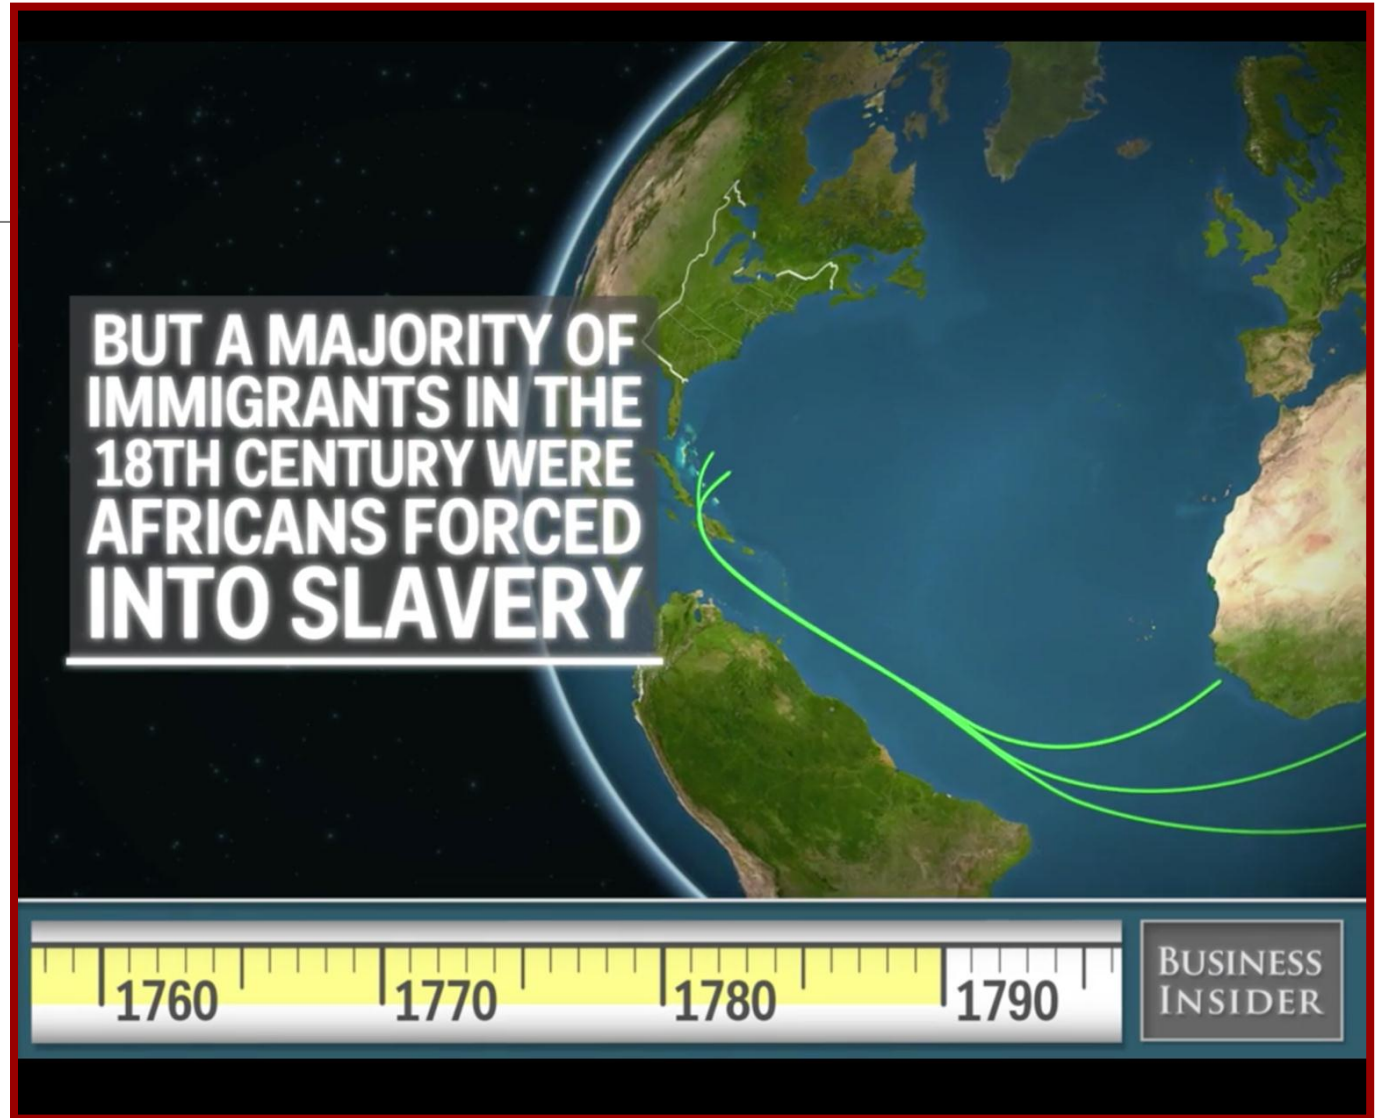 BUT A MAJORITY OF
IMMIGRANTS IN THE
18TH CENTURY WERE
AFRICANS FORCED
INTO SLAVERY
1760 1770 1780 1790
BUSINESS
INSIDER